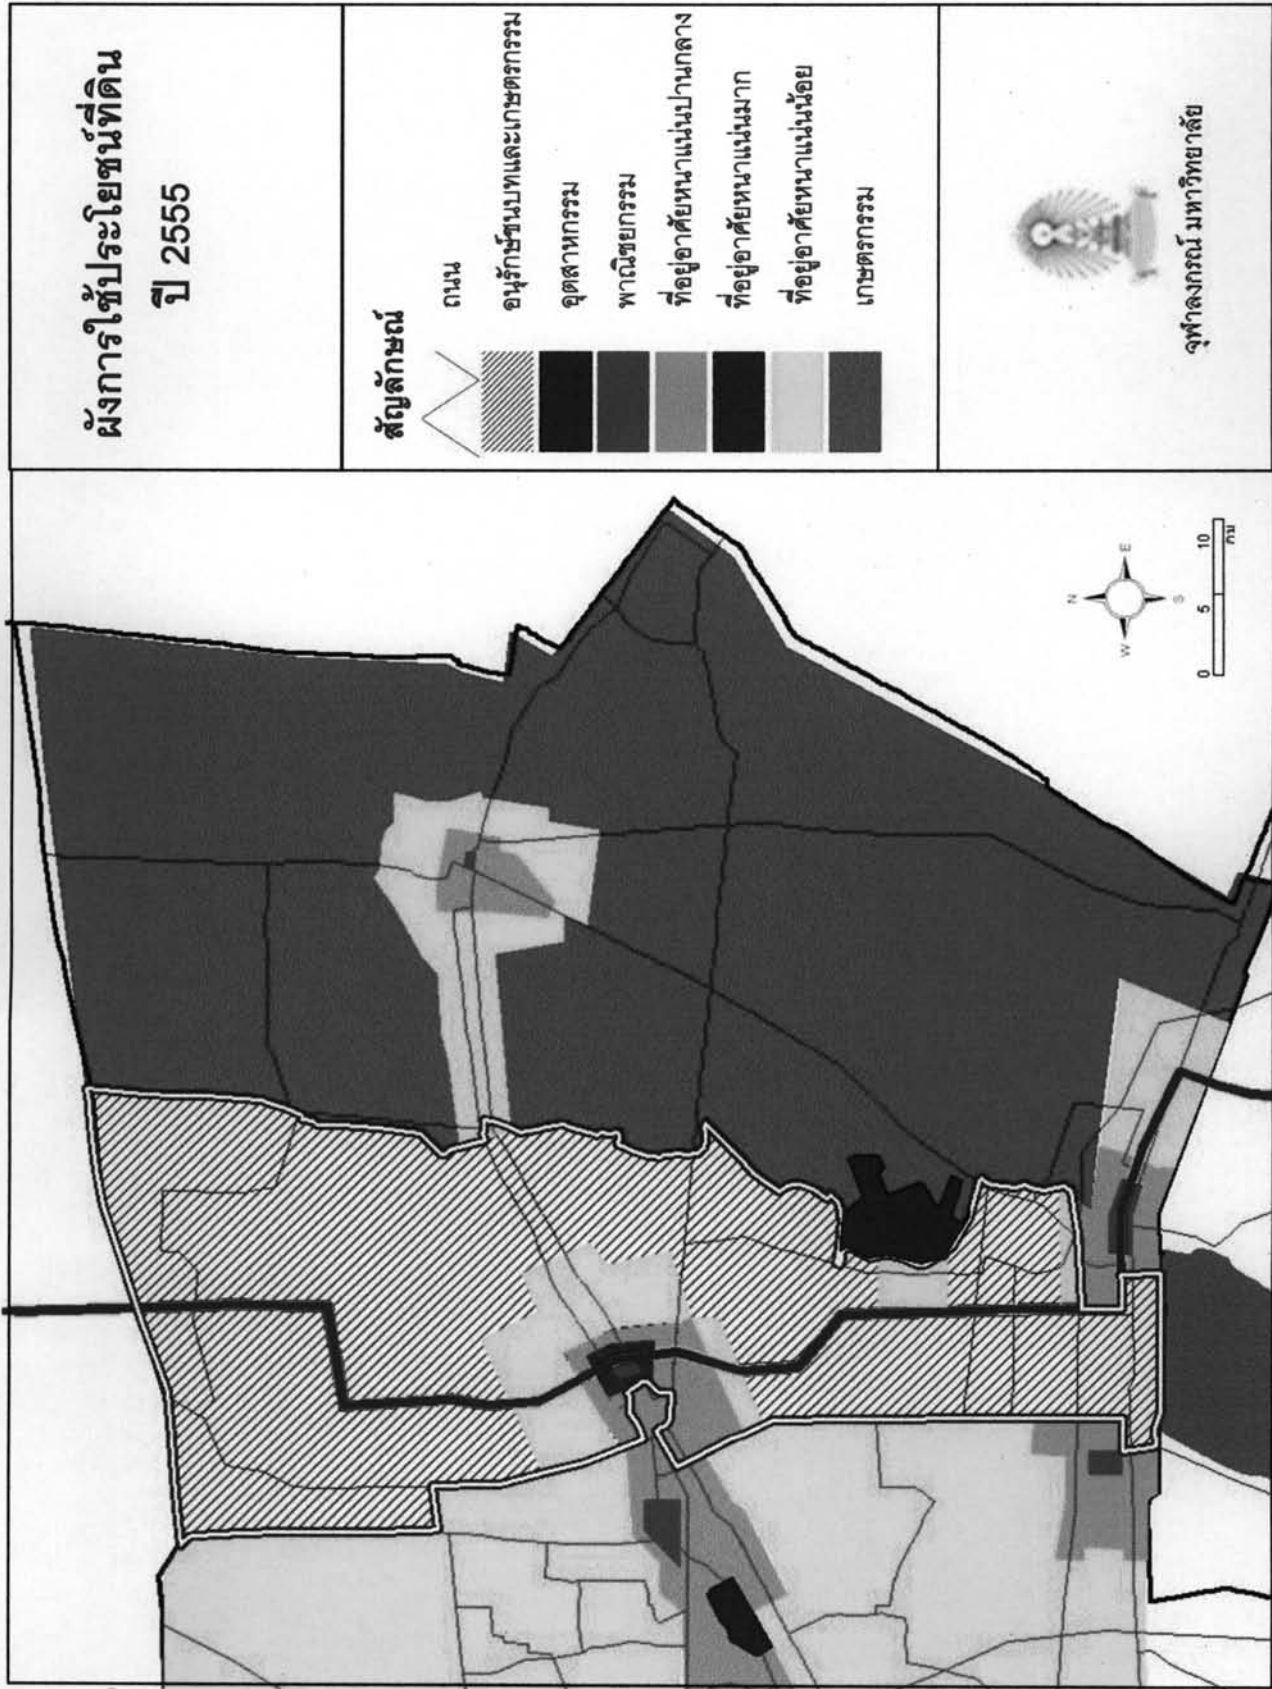 ผังการใช้ประโยชน์ที่ดิน
ปี 2555
สัญลักษณ์
ถนน
อนุรักษ์ชนบทและเกษตรกรรม
อุตสาหกรรม
พาณิชยกรรม
ที่อยู่อาศัยหนาแน่นปานกลาง
ที่อยู่อาศัยหนาแน่นมาก
ที่อยู่อาศัยหนาแน่นน้อย
เกษตรกรรม
จุฬาลงกรณ์ มหาวิทยาลัย
N
W E
S
0 5 10
กม